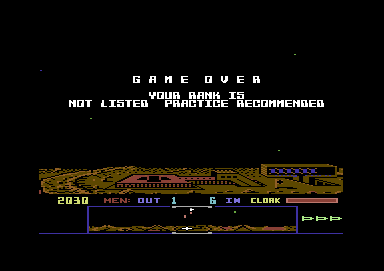 GAME OVER
YOUR RANK IS
NOT LISTED PRACTICE RECOMMENDED
2030 MEN: OUT 1 6 IN CLOAK